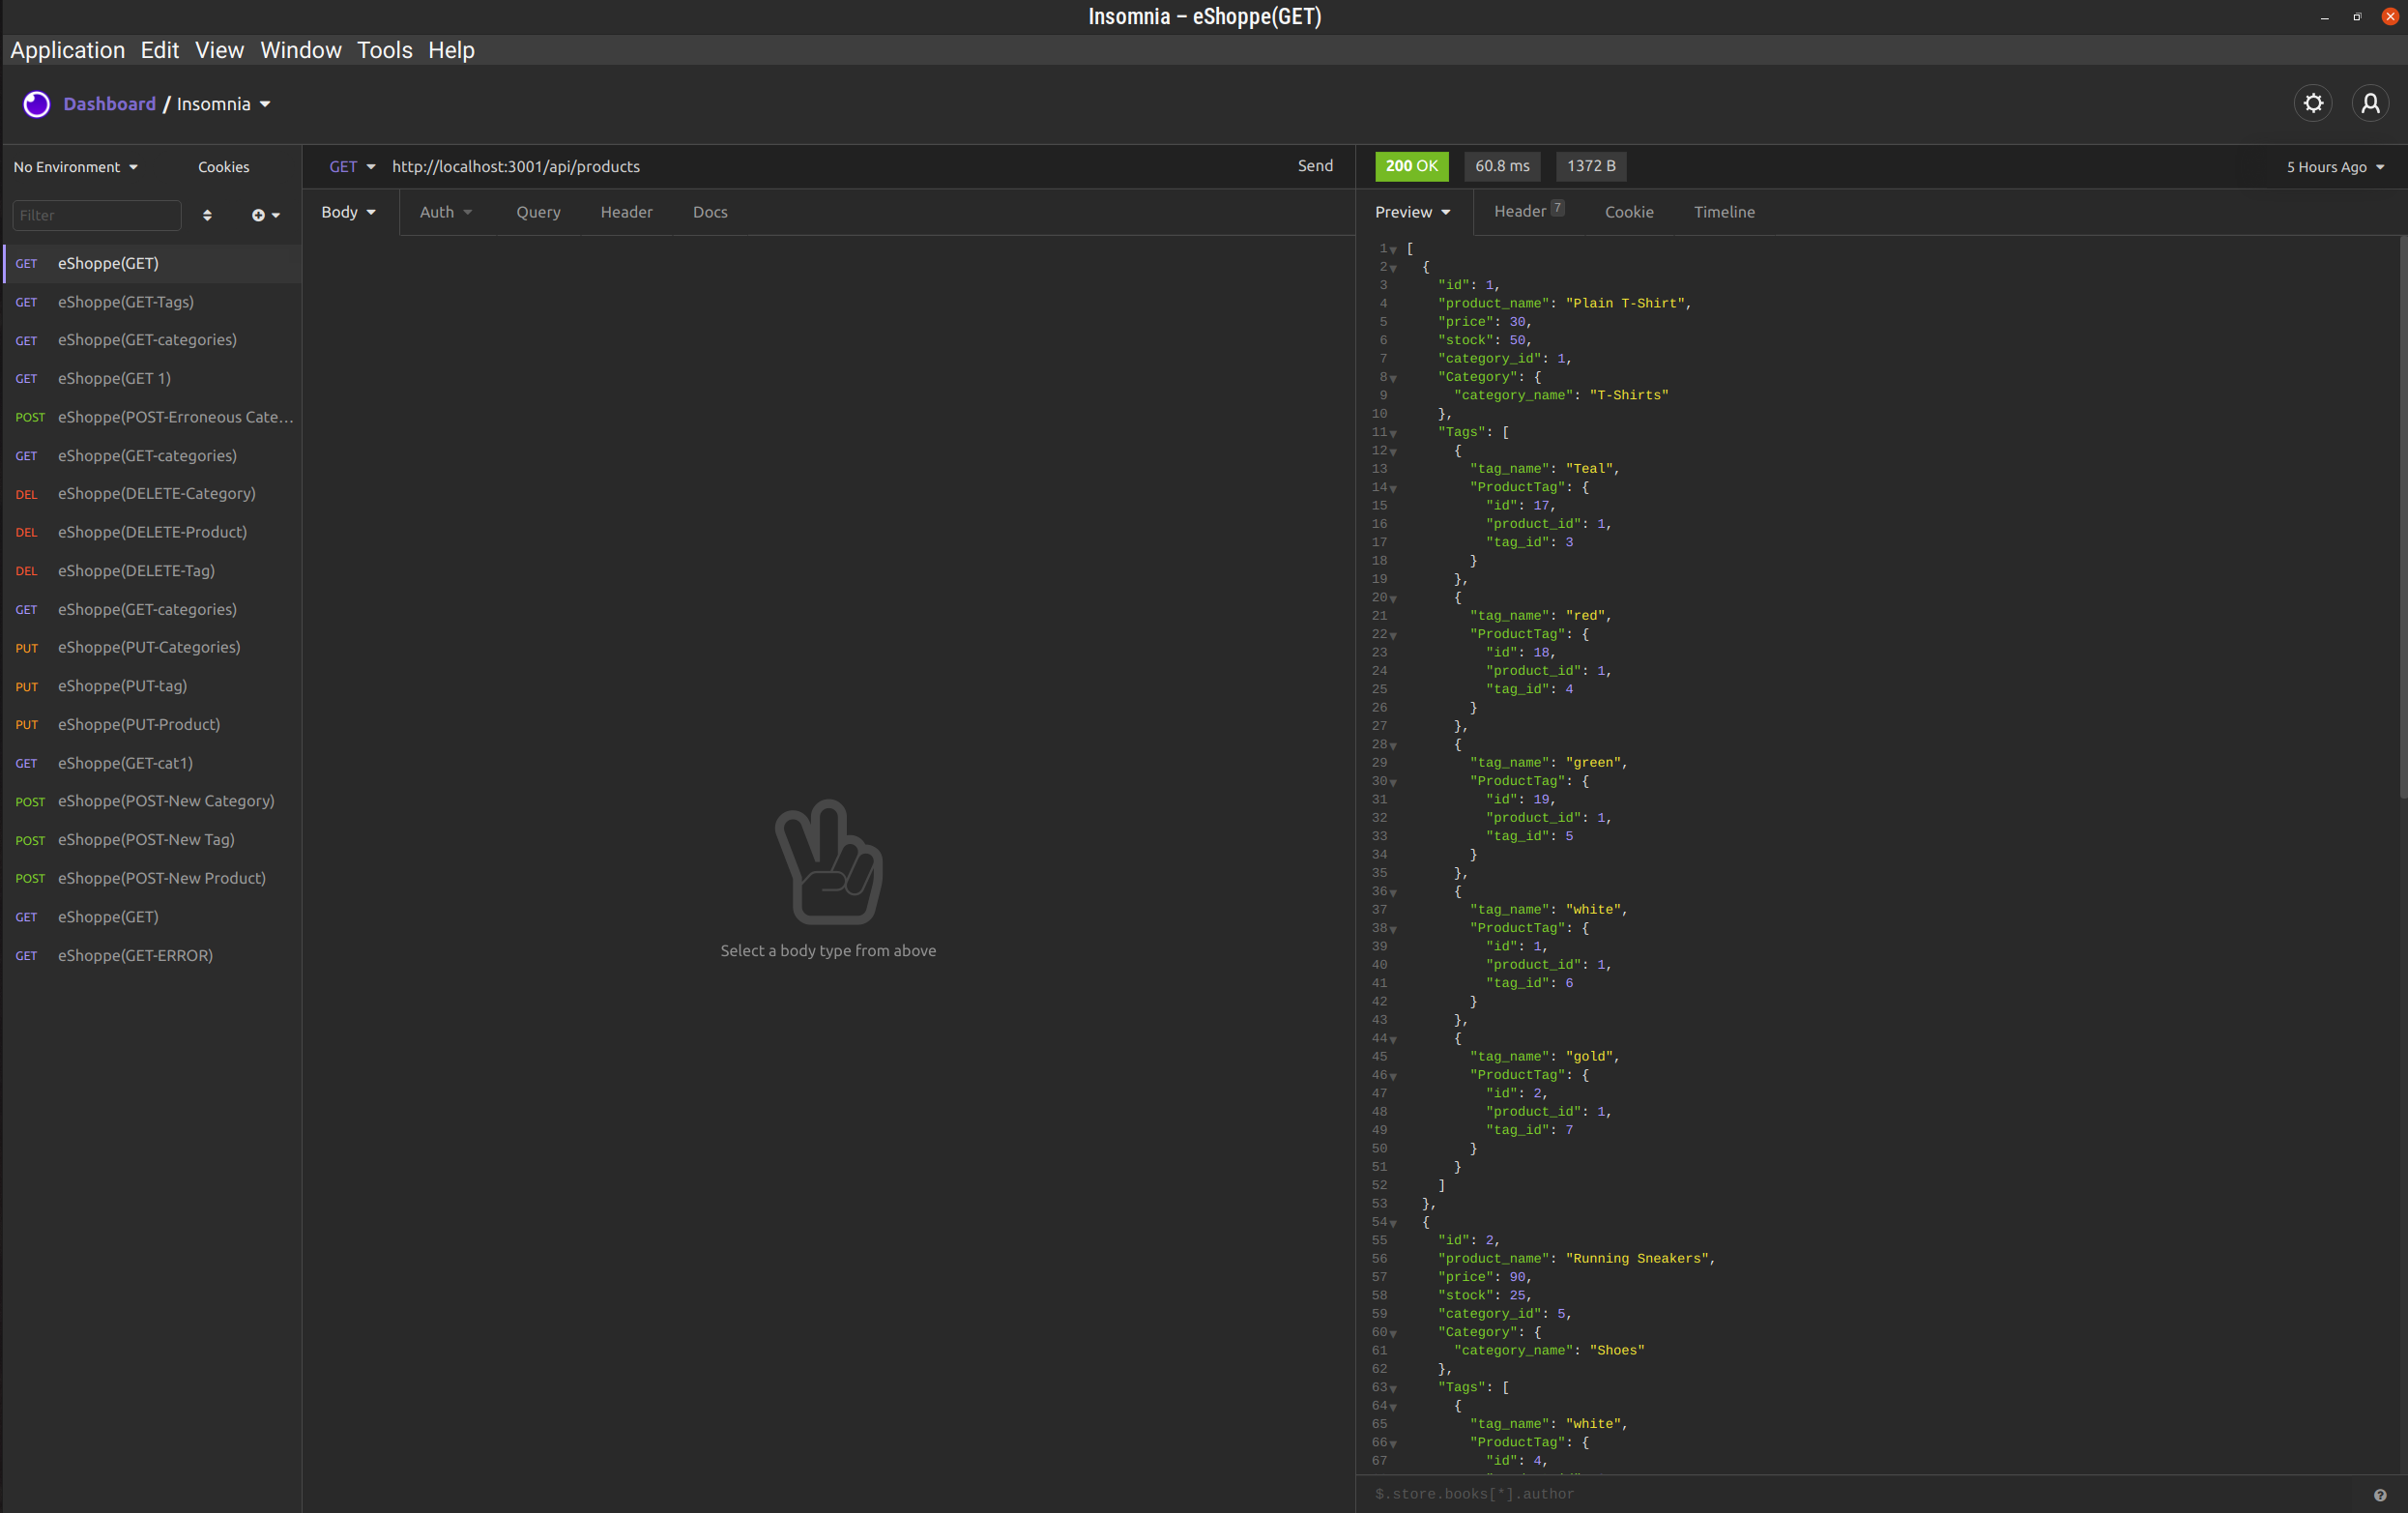 Insomnia – eShoppe(GET)
Application Edit View Window Tools Help
Dashboard / Insomnia
No Environment Cookies
Filter
GET eShoppe(GET)
GET eShoppe(GET-Tags)
GET eShoppe(GET-categories)
GET eShoppe(GET 1)
POST eShoppe(POST-Erroneous Cate...
GET eShoppe(GET-categories)
DEL eShoppe(DELETE-Category)
DEL eShoppe(DELETE-Product)
DEL eShoppe(DELETE-Tag)
GET eShoppe(GET-categories)
PUT eShoppe(PUT-Categories)
PUT eShoppe(PUT-tag)
PUT eShoppe(PUT-Product)
GET eShoppe(GET-cat1)
POST eShoppe(POST-New Category)
POST eShoppe(POST-New Tag)
POST eShoppe(POST-New Product)
GET eShoppe(GET)
GET eShoppe(GET-ERROR)
GET http://localhost:3001/api/products Send
Body Auth Query Header Docs
Select a body type from above
200 OK 60.8 ms 1372 B 5 Hours Ago
Preview Header 7 Cookie Timeline
1 [
2 {
3 "id": 1,
4 "product_name": "Plain T-Shirt",
5 "price": 30,
6 "stock": 50,
7 "category_id": 1,
8 "Category": {
9 "category_name": "T-Shirts"
10 },
11 "Tags": [
12 {
13 "tag_name": "Teal",
14 "ProductTag": {
15 "id": 17,
16 "product_id": 1,
17 "tag_id": 3
18 }
19 },
20 {
21 "tag_name": "red",
22 "ProductTag": {
23 "id": 18,
24 "product_id": 1,
25 "tag_id": 4
26 }
27 },
28 {
29 "tag_name": "green",
30 "ProductTag": {
31 "id": 19,
32 "product_id": 1,
33 "tag_id": 5
34 }
35 },
36 {
37 "tag_name": "white",
38 "ProductTag": {
39 "id": 1,
40 "product_id": 1,
41 "tag_id": 6
42 }
43 },
44 {
45 "tag_name": "gold",
46 "ProductTag": {
47 "id": 2,
48 "product_id": 1,
49 "tag_id": 7
50 }
51 }
52 ]
53 },
54 {
55 "id": 2,
56 "product_name": "Running Sneakers",
57 "price": 90,
58 "stock": 25,
59 "category_id": 5,
60 "Category": {
61 "category_name": "Shoes"
62 },
63 "Tags": [
64 {
65 "tag_name": "white",
66 "ProductTag": {
67 "id": 4,
$.store.books[*].author